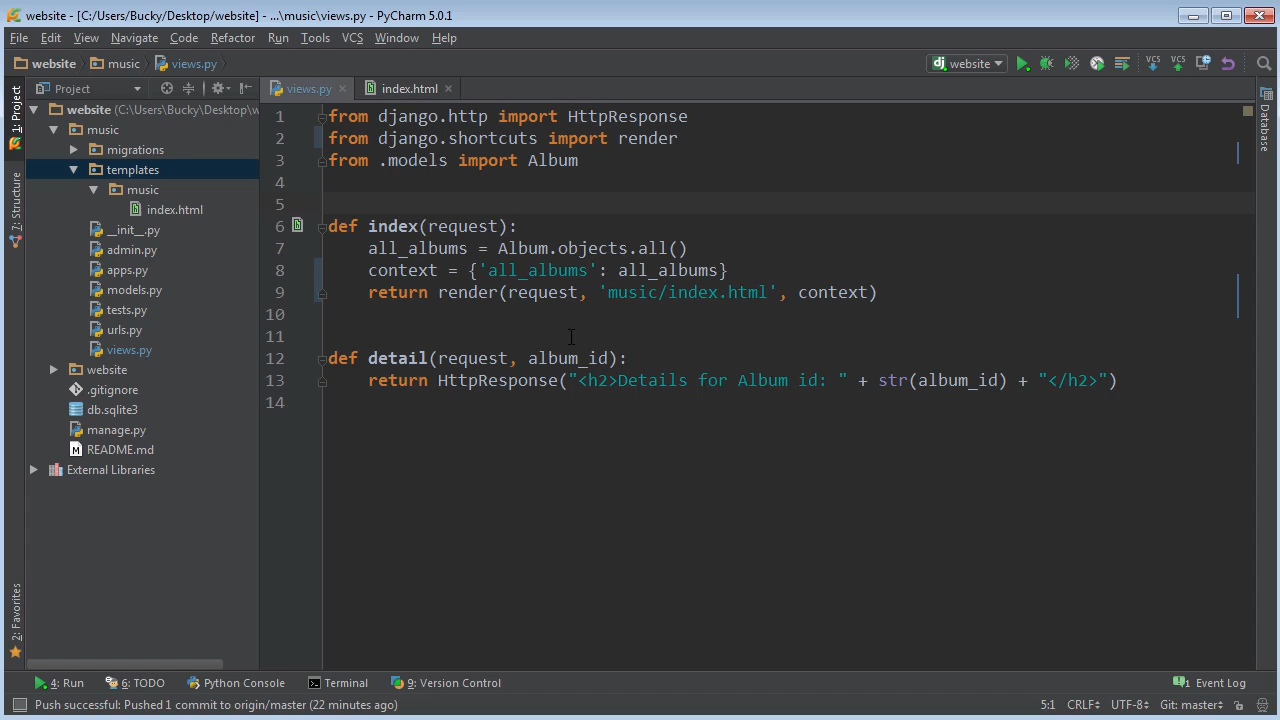 website - [C:/Users/Bucky/Desktop/website] - ...\music\views.py - PyCharm 5.0.1
File Edit View Navigate Code Refactor Run Tools VCS Window Help
website music views.py
dj website
VCS VCS
1: Project
7: Structure
2: Favorites
Project
website (C:\Users\Bucky\Desktop\w
music
migrations
templates
music
index.html
__init__.py
admin.py
apps.py
models.py
tests.py
urls.py
views.py
website
.gitignore
db.sqlite3
manage.py
README.md
External Libraries
views.py index.html
1 from django.http import HttpResponse
2 from django.shortcuts import render
3 from .models import Album
4
5
6 def index(request):
7 all_albums = Album.objects.all()
8 context = {'all_albums': all_albums}
9 return render(request, 'music/index.html', context)
10
11
12 def detail(request, album_id):
13 return HttpResponse("<h2>Details for Album id: " + str(album_id) + "</h2>")
14
Database
4: Run 6: TODO Python Console Terminal 9: Version Control 1 Event Log
Push successful: Pushed 1 commit to origin/master (22 minutes ago) 5:1 CRLF UTF-8 Git: master